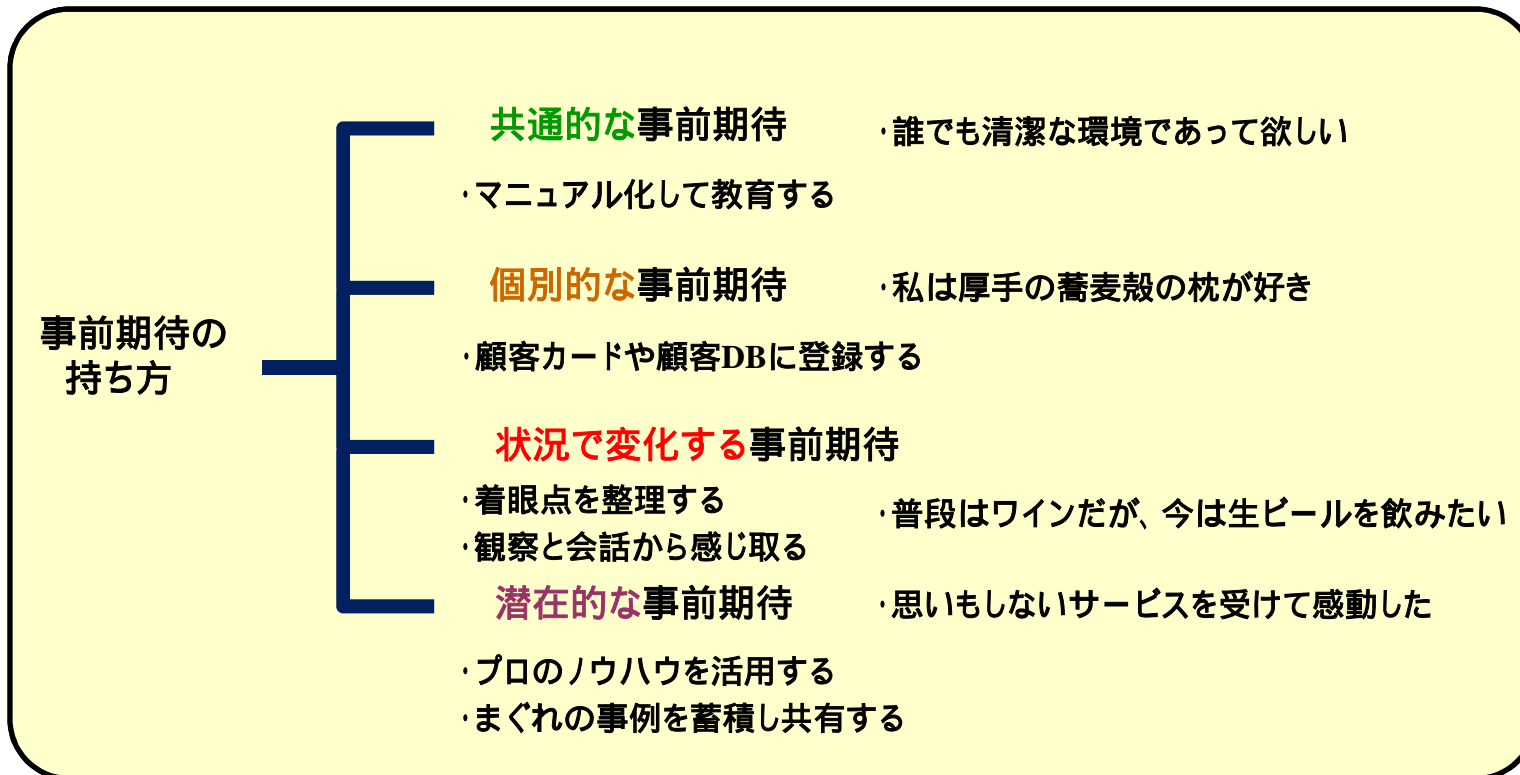 共通的な事前期待
・誰でも清潔な環境であって欲しい
・マニュアル化して教育する
個別的な事前期待
・私は厚手の蕎麦殻の枕が好き
事前期待の
持ち方
・顧客カードや顧客DBに登録する
状況で変化する事前期待
・着眼点を整理する
・普段はワインだが、今は生ビールを飲みたい
・観察と会話から感じ取る
潜在的な事前期待
・思いもしないサービスを受けて感動した
・プロのノウハウを活用する
・まぐれの事例を蓄積し共有する